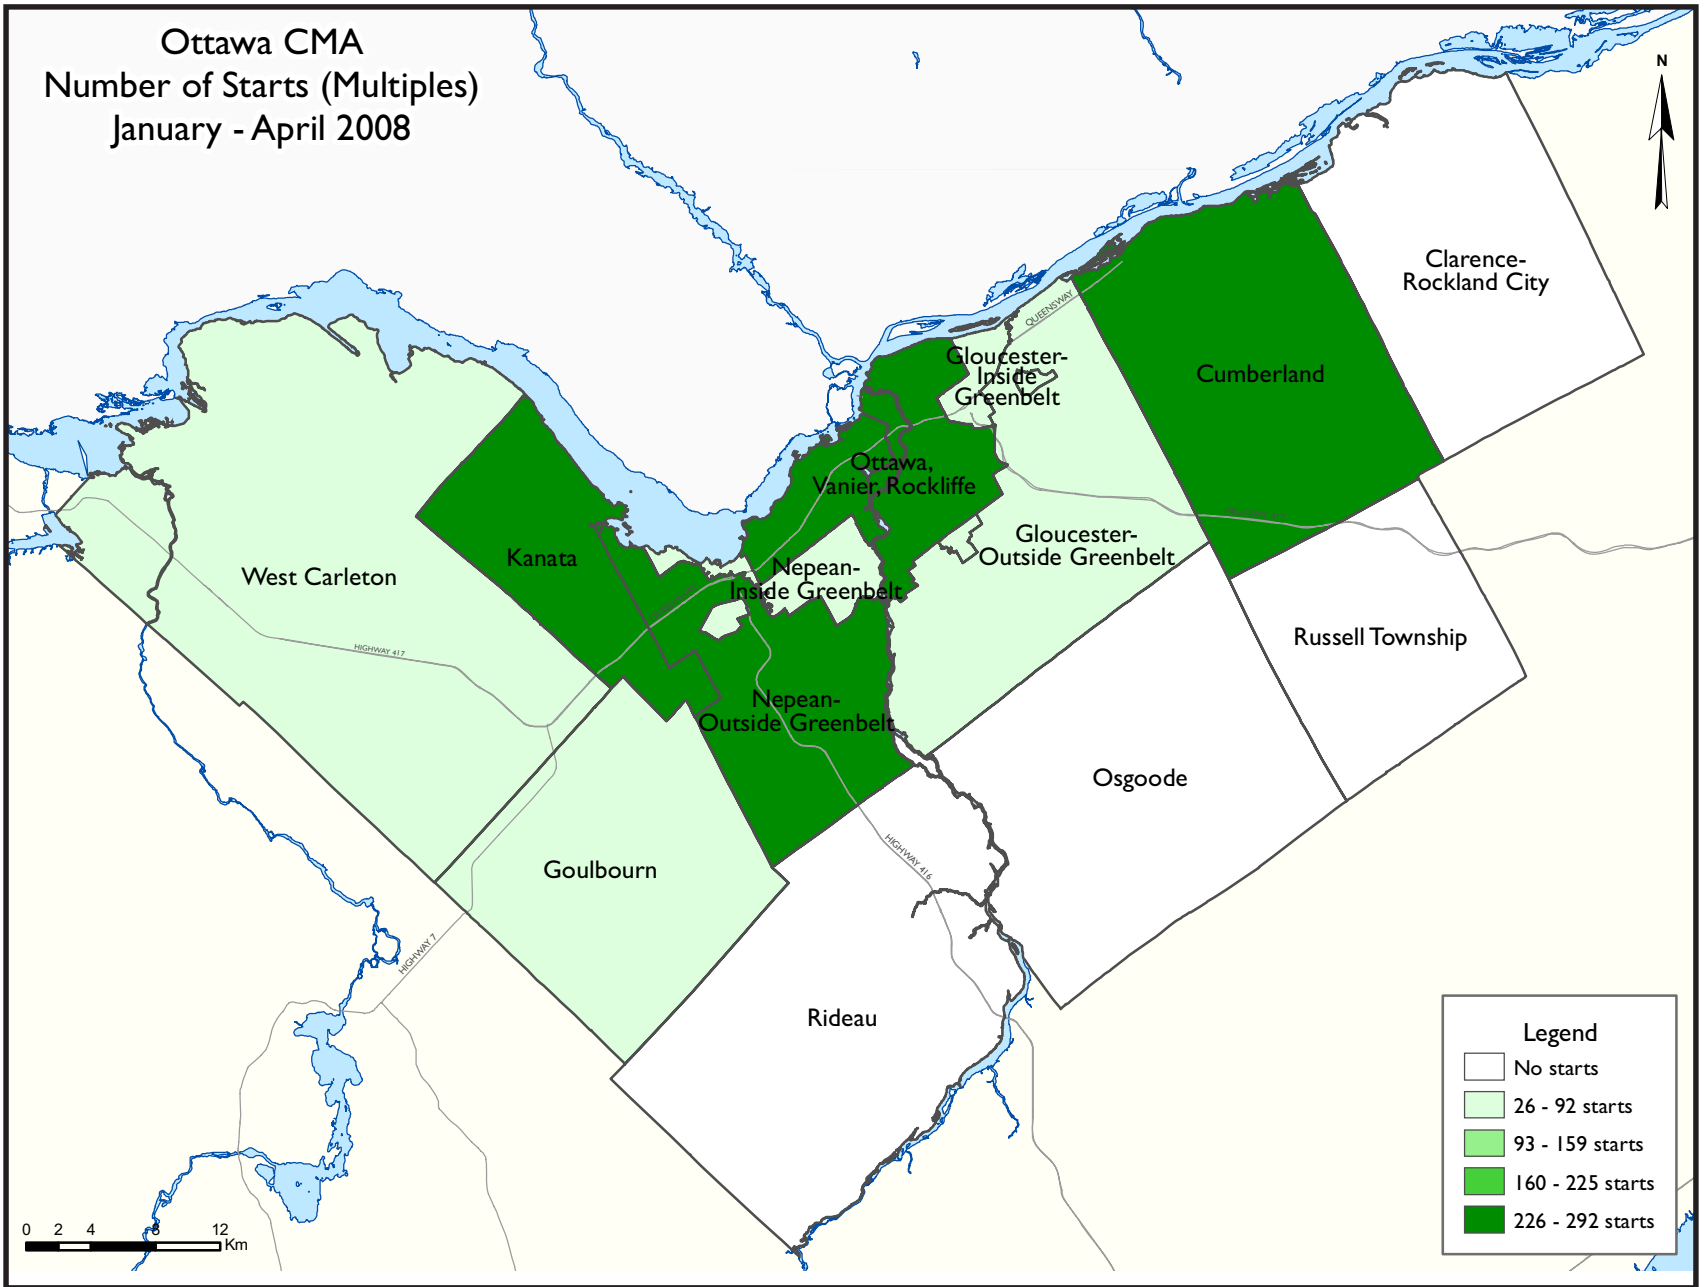 Ottawa CMA
Number of Starts (Multiples)
January - April 2008
N
Clarence-
Rockland City
QUEENSWAY
Gloucester-
Inside
Greenbelt
Cumberland
Ottawa,
Vanier, Rockliffe
Gloucester-
Outside Greenbelt
Kanata
Nepean-
Inside Greenbelt
West Carleton
Russell Township
HIGHWAY 417
Nepean-
Outside Greenbelt
Osgoode
HIGHWAY 416
Goulbourn
HIGHWAY 7
Rideau
Legend
No starts
26 - 92 starts
93 - 159 starts
160 - 225 starts
226 - 292 starts
0 2 4 8 12
Km